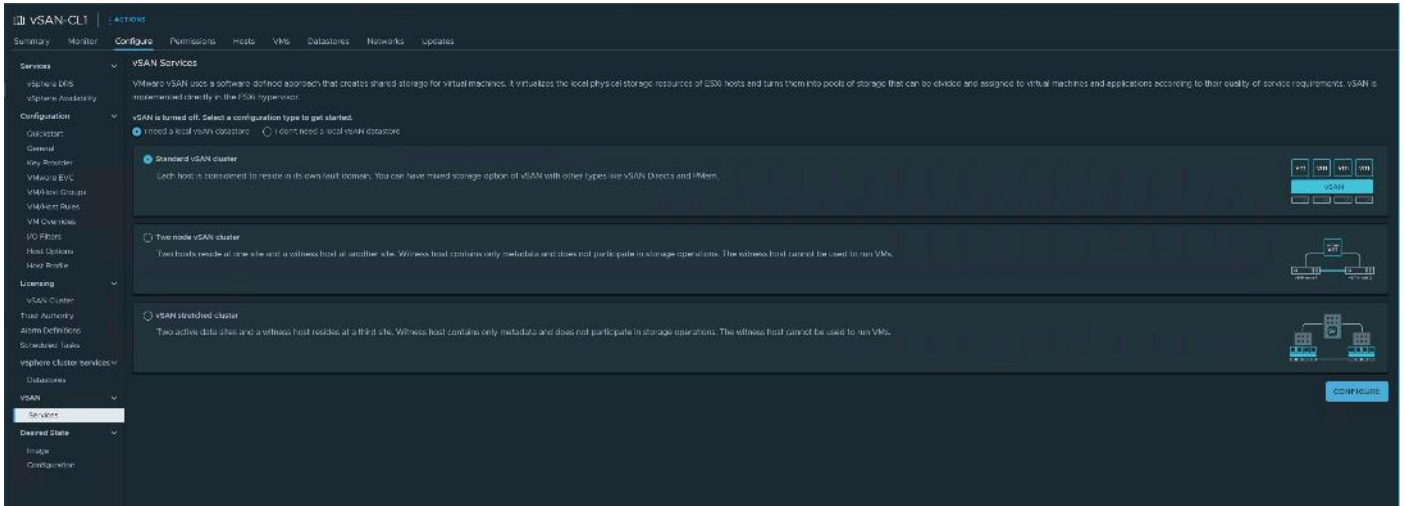 vSAN-CL1
ACTIONS
Summary Monitor Configure Permissions Hosts VMs Datastores Networks Updates
Services
vSphere DRS
vSphere Availability
Configuration
Quickstart
General
Key Provider
VMware EVC
VM/Host Groups
VM/Host Rules
VM Overrides
I/O Filters
Host Options
Host Profile
Licensing
vSAN Cluster
Trust Authority
Alarm Definitions
Scheduled Tasks
vSphere Cluster Services
Datastores
vSAN
Services
Desired State
Image
Configuration
vSAN Services
VMware vSAN uses a software-defined approach that creates shared storage for virtual machines. It virtualizes the local physical storage resources of ESXi hosts and turns them into pools of storage that can be divided and assigned to virtual machines and applications according to their quality of service requirements. vSAN is
implemented directly in the ESXi hypervisor.
vSAN is turned off. Select a configuration type to get started.
I need a local vSAN datastore I don't need a local vSAN datastore
Standard vSAN cluster
Each host is considered to reside in its own fault domain. You can have mixed storage option of vSAN with other types like vSAN Directs and PMem.
vm vm vm vm
vSAN
Two node vSAN cluster
Two hosts reside at one site and a witness host at another site. Witness host contains only metadata and does not participate in storage operations. The witness host cannot be used to run VMs.
vSAN stretched cluster
Two active data sites and a witness host resides at a third site. Witness host contains only metadata and does not participate in storage operations. The witness host cannot be used to run VMs.
CONFIGURE